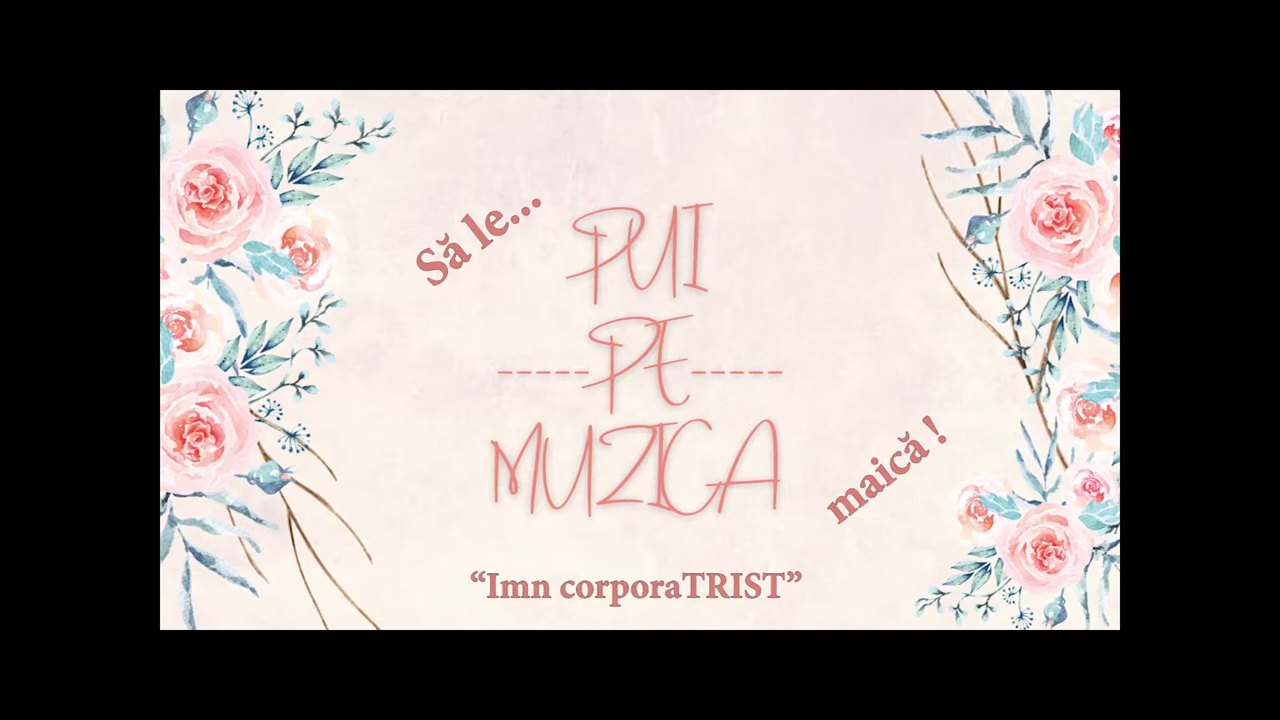 Să le...
PUI
-----PE-----
MUZICA
maică !
“Imn corporaTRIST”